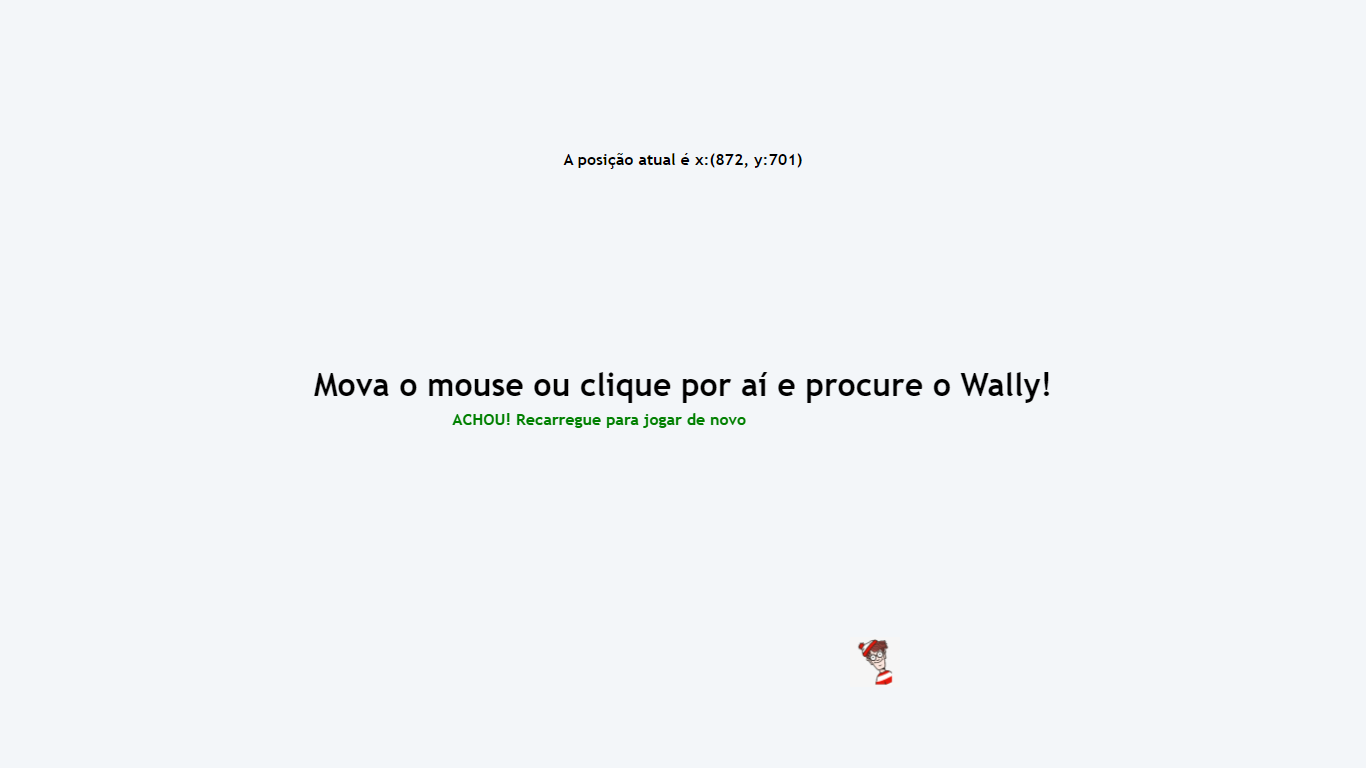 A posição atual é x:(872, y:701)
Mova o mouse ou clique por aí e procure o Wally!
ACHOU! Recarregue para jogar de novo